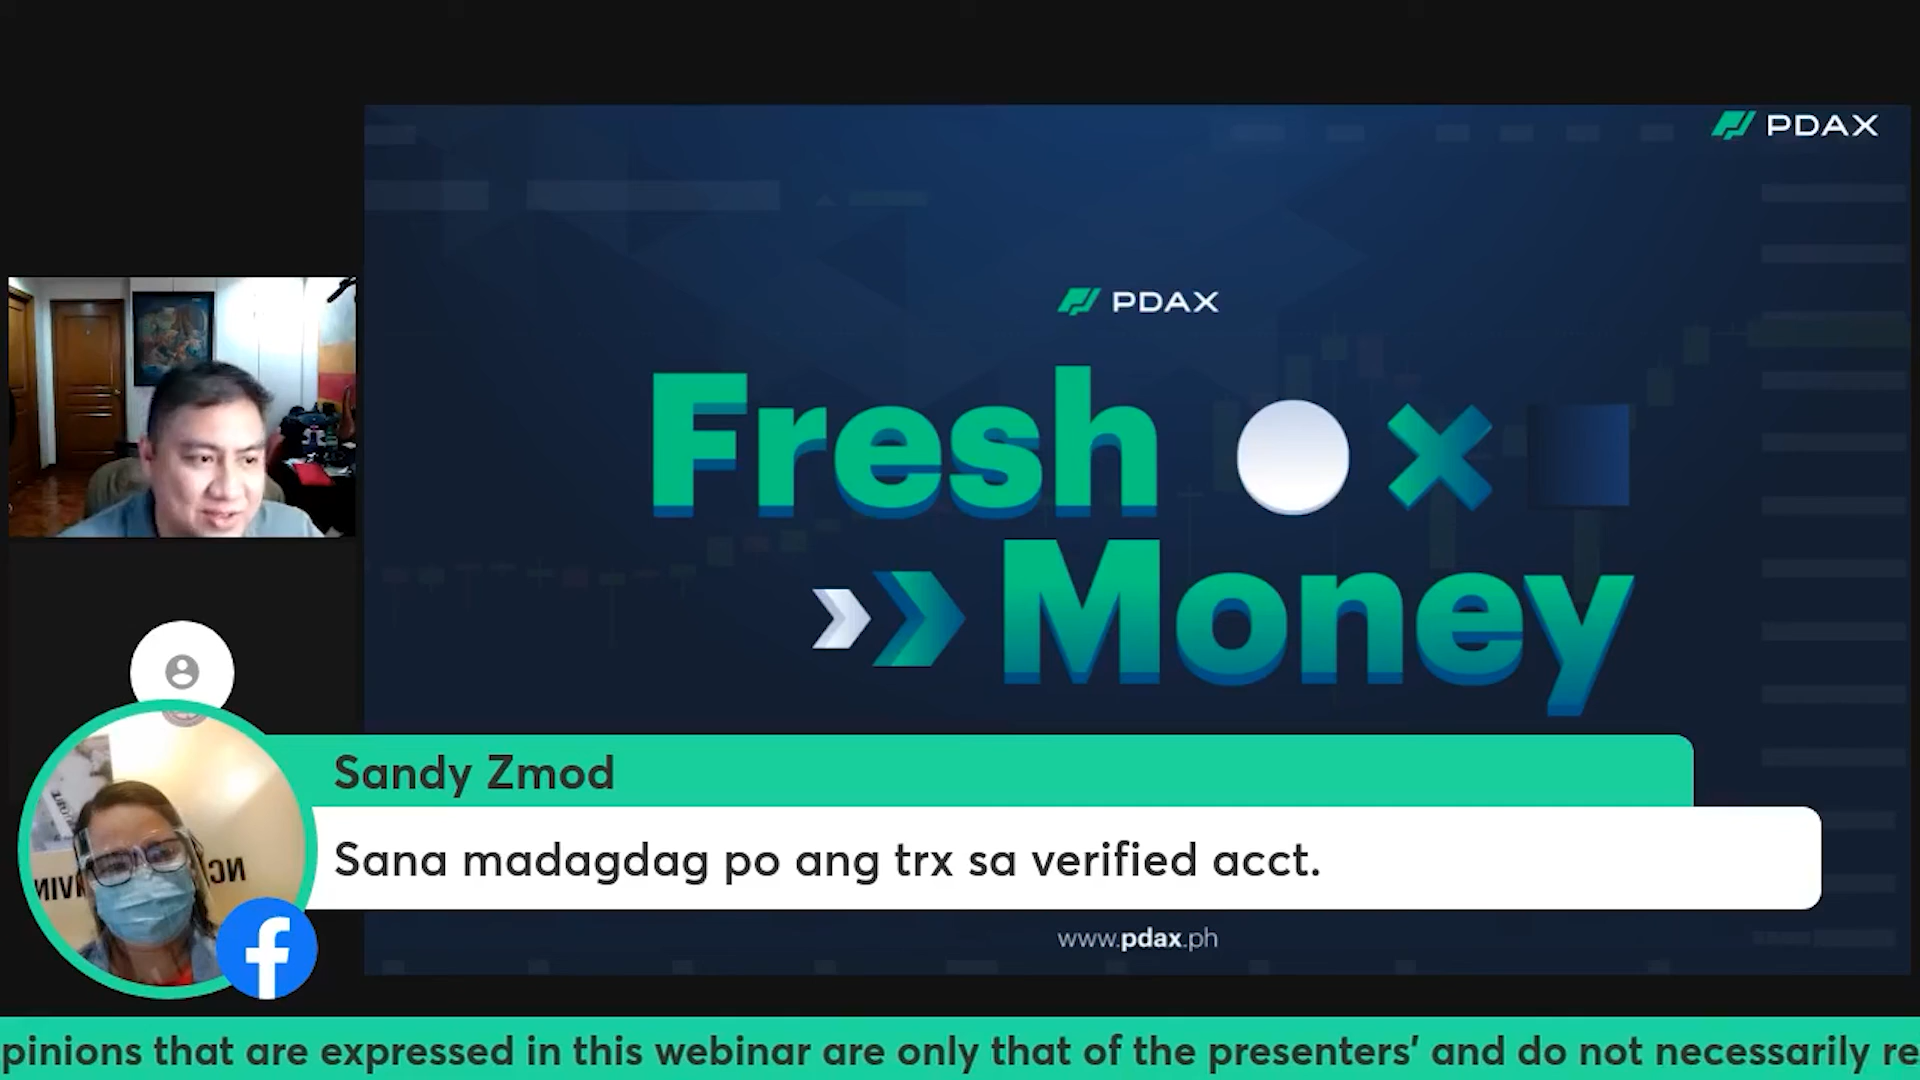 PDAX
PDAX
Fresh
Money
Sandy Zmod
Sana madagdag po ang trx sa verified acct.
www.pdax.ph
pinions that are expressed in this webinar are only that of the presenters’ and do not necessarily re